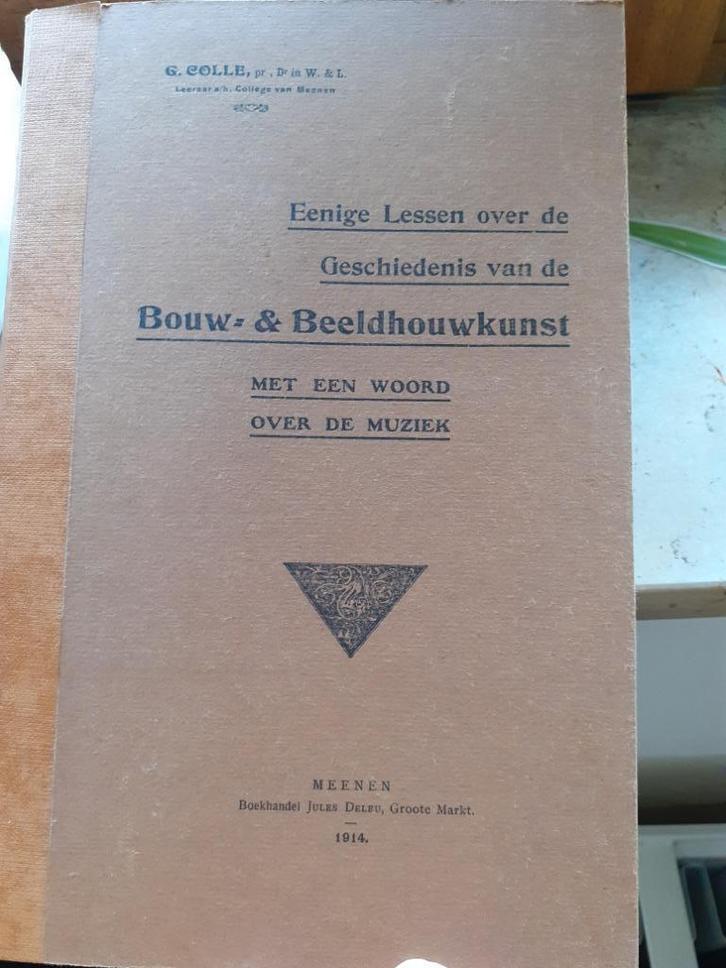 G. COLLE, pr., Dr in W. & L.
Leeraar a/h. College van Meenen
Eenige Lessen over de
Geschiedenis van de
Bouw- & Beeldhouwkunst
MET EEN WOORD
OVER DE MUZIEK
MEENEN
Boekhandel JULES DELEU, Groote Markt.
1914.